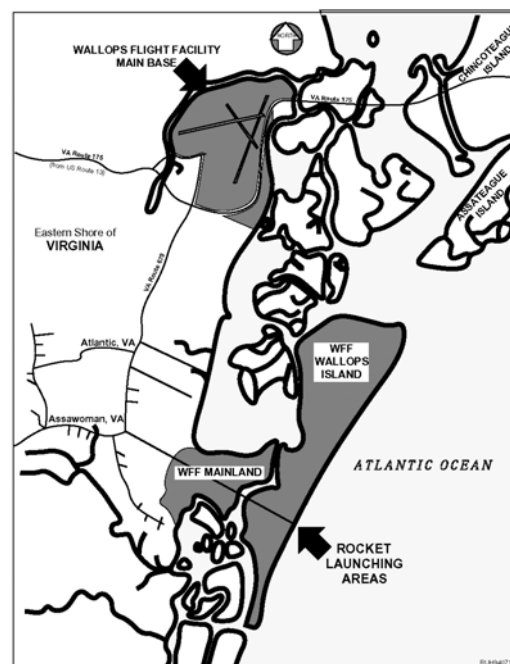 WALLOPS FLIGHT FACILITY
MAIN BASE
NORTH
CHINCOTEAGUE
ISLAND
VA Route 175
VA Route 175
(from US Route 13)
ASSATEAGUE
ISLAND
Eastern Shore of
VIRGINIA
VA Route 679
Atlantic, VA
WFF
WALLOPS
ISLAND
Assawoman, VA
WFF MAINLAND
ATLANTIC OCEAN
ROCKET
LAUNCHING
AREAS